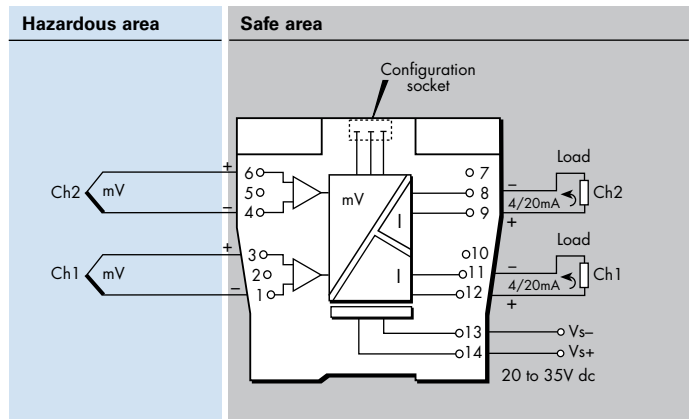 Hazardous area
Safe area
Configuration
socket
Ch2
mV
+
–
6
5
4
Ch1
mV
+
–
3
2
1
mV
I
I
7
8
9
10
11
12
13
14
Load
–
4/20mA
+
Ch2
Load
–
4/20mA
+
Ch1
Vs–
Vs+
20 to 35V dc